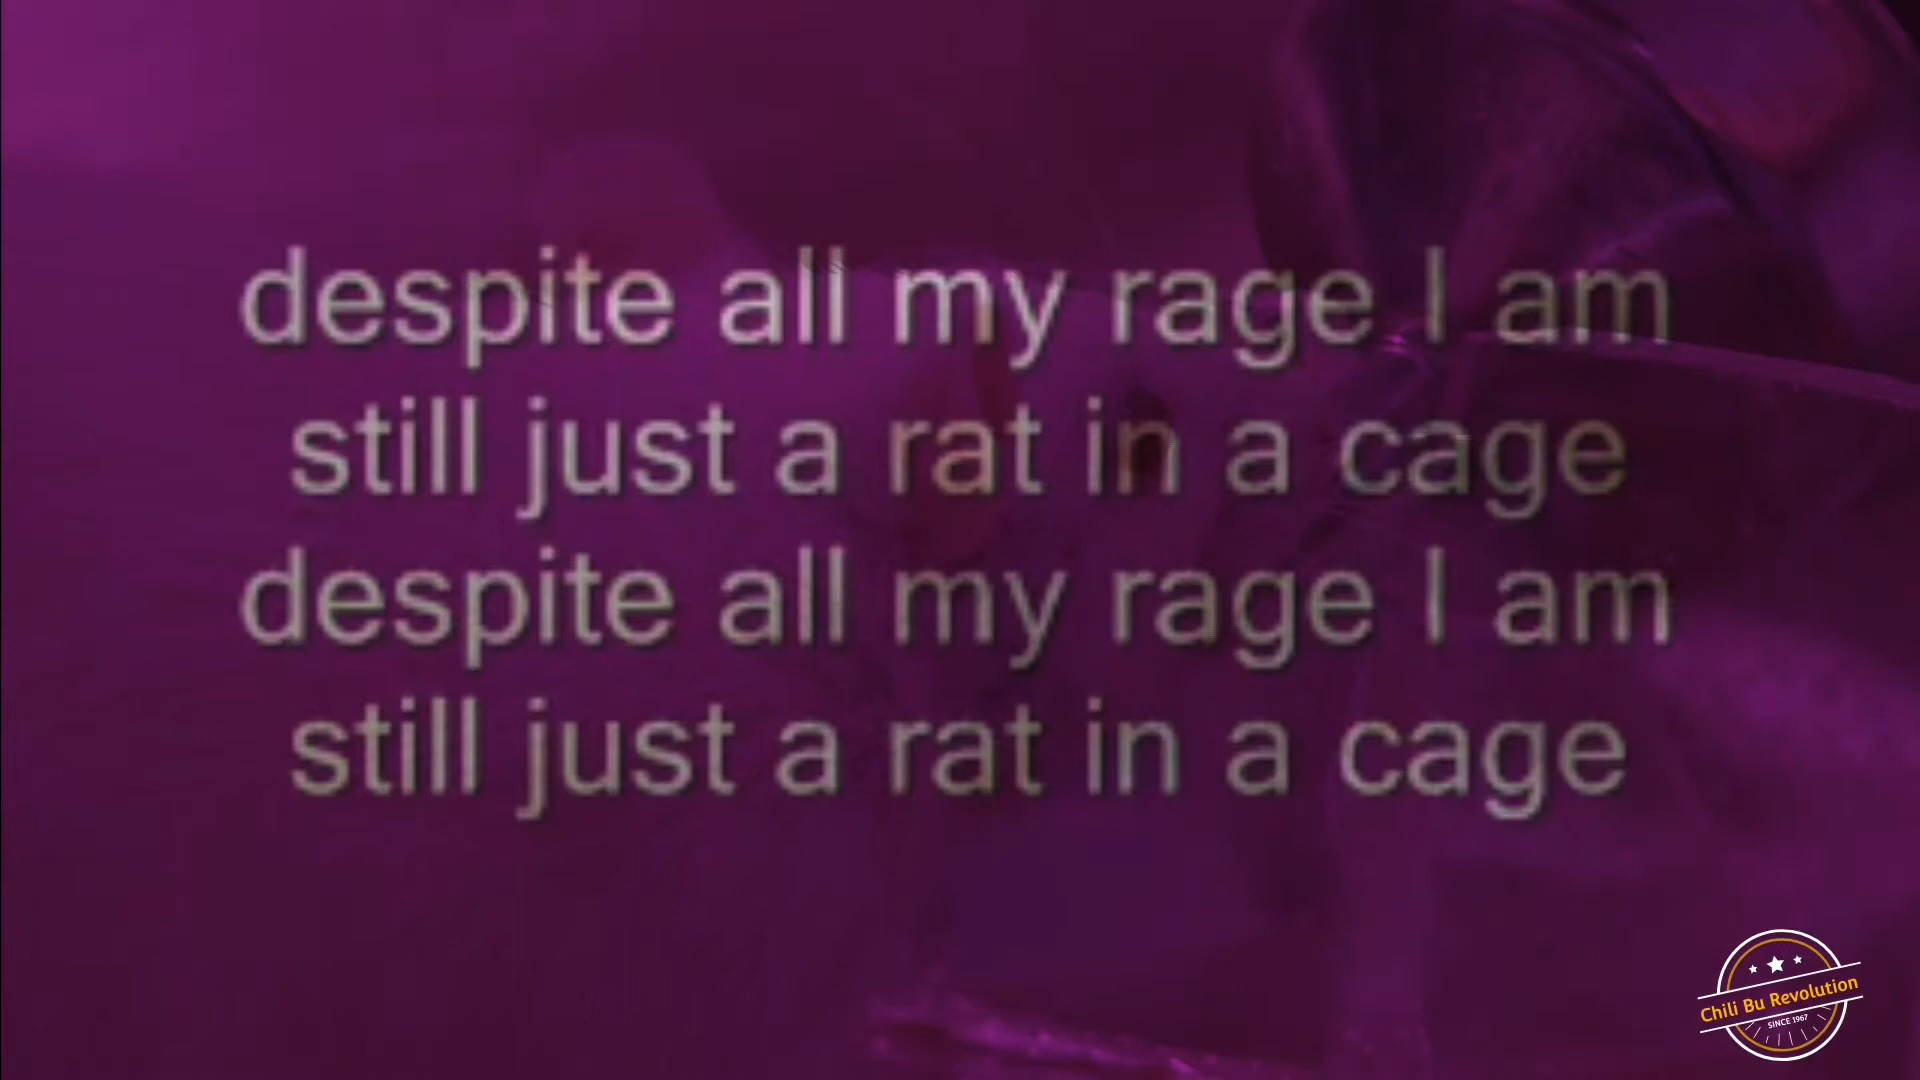 despite all my rage I am
still just a rat in a cage
despite all my rage I am
still just a rat in a cage
Chili Bu Revolution
SINCE 1967